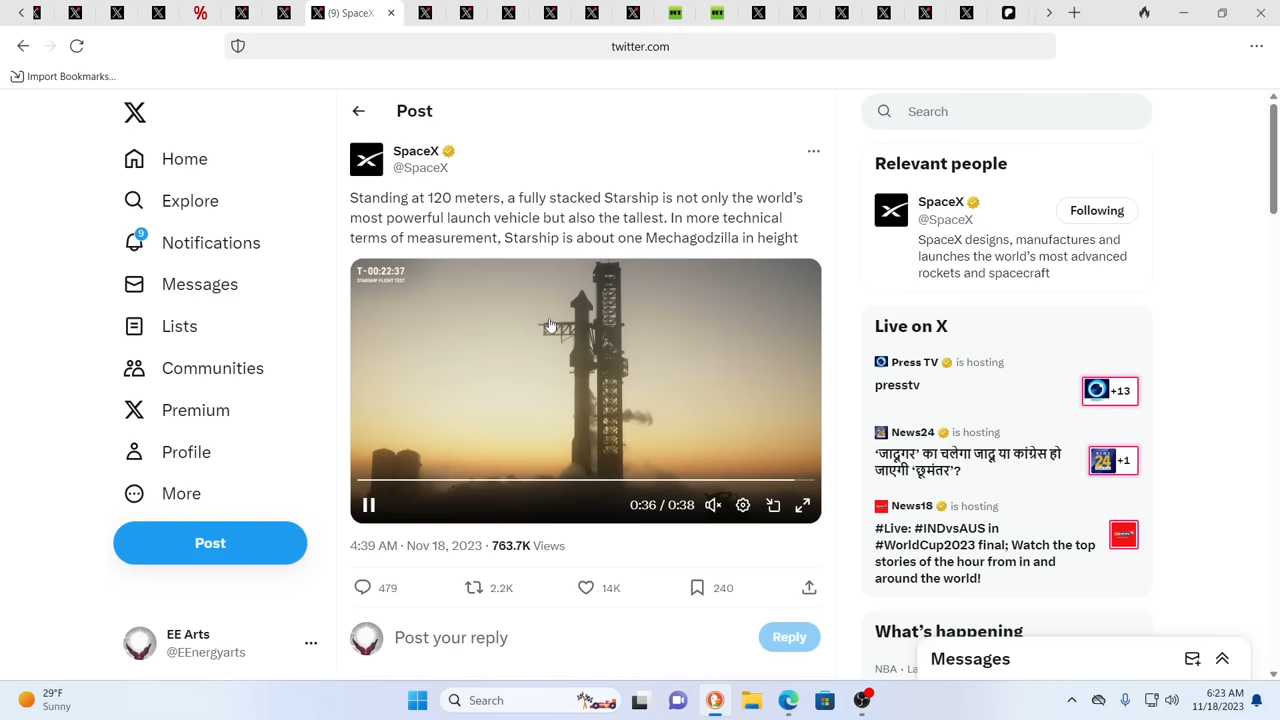 (9) SpaceX
twitter.com
Import Bookmarks...
Home
Explore
9
Notifications
Messages
Lists
Communities
Premium
Profile
More
Post
EE Arts
@EEnergyarts
Post
SpaceX
@SpaceX
Standing at 120 meters, a fully stacked Starship is not only the world's
most powerful launch vehicle but also the tallest. In more technical
terms of measurement, Starship is about one Mechagodzilla in height
T-00:22:37
STARSHIP FLIGHT TEST
0:36 / 0:38
4:39 AM · Nov 18, 2023 · 763.7K Views
479
2.2K
14K
240
Post your reply
Reply
Search
Relevant people
SpaceX
@SpaceX
Following
SpaceX designs, manufactures and
launches the world's most advanced
rockets and spacecraft
Live on X
Press TV is hosting
presstv
+13
News24 is hosting
'जादूगर' का चलेगा जादू या कांग्रेस हो
जाएगी 'छूमंतर'?
24
+1
News18 is hosting
#Live: #INDvsAUS in
#WorldCup2023 final; Watch the top
stories of the hour from in and
around the world!
What's happening
NBA · La
Messages
29°F
Sunny
Search
6:23 AM
11/18/2023